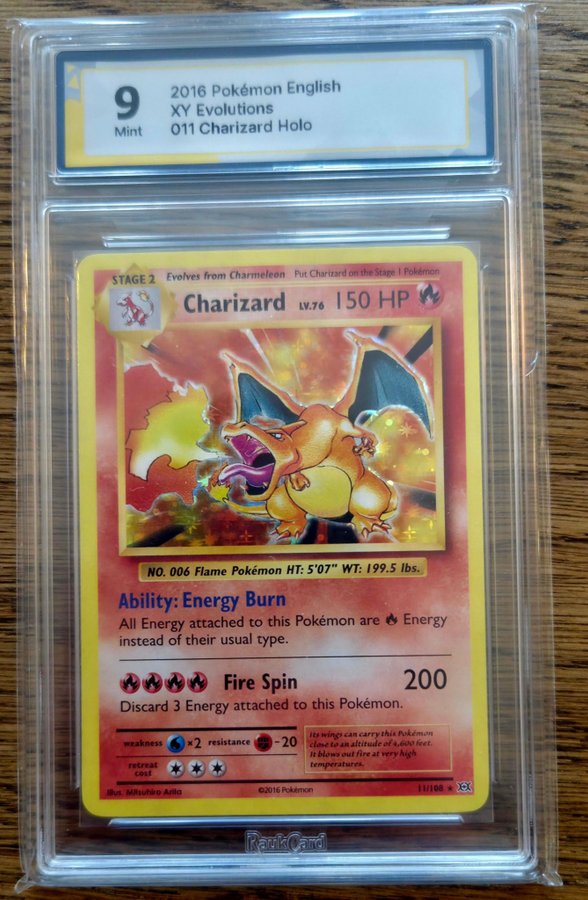 9
Mint
2016 Pokémon English
XY Evolutions
011 Charizard Holo
STAGE 2
Evolves from Charmeleon
Put Charizard on the Stage 1 Pokémon
Charizard LV.76 150 HP
NO. 006 Flame Pokémon HT: 5'07" WT: 199.5 lbs.
Ability: Energy Burn
All Energy attached to this Pokémon are Energy
instead of their usual type.
Fire Spin 200
Discard 3 Energy attached to this Pokémon.
weakness ×2 resistance -20
retreat
cost
Its wings can carry this Pokémon
close to an altitude of 4,600 feet.
It blows out fire at very high
temperatures.
Illus. Mitsuhiro Arita
©2016 Pokémon
11/108 ★
RaukCard